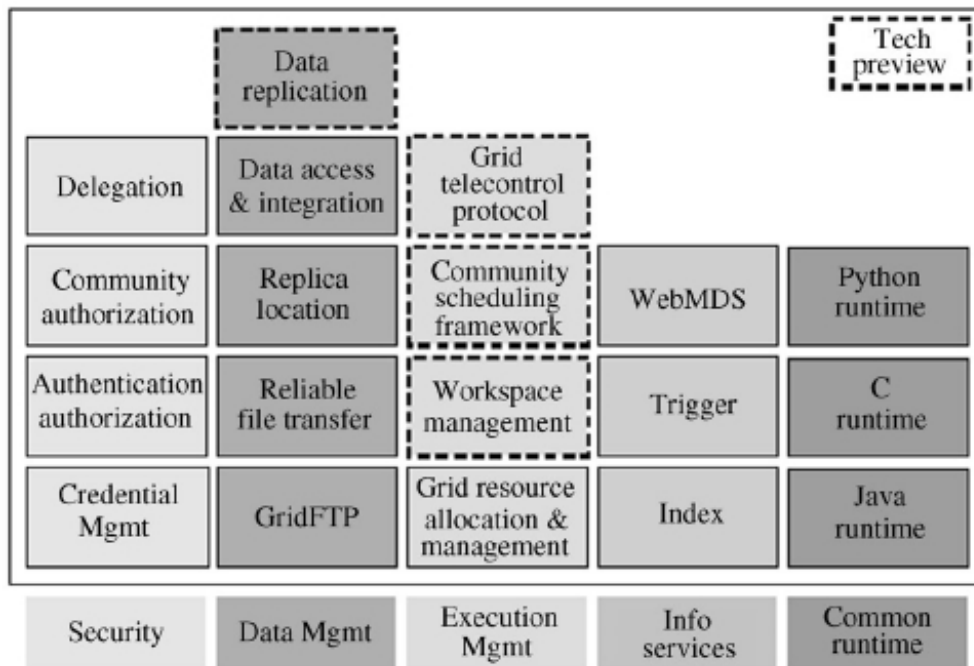 Tech
preview
Data
replication
Delegation
Data access
& integration
Grid
telecontrol
protocol
Community
authorization
Replica
location
Community
scheduling
framework
WebMDS
Python
runtime
Authentication
authorization
Reliable
file transfer
Workspace
management
Trigger
C
runtime
Credential
Mgmt
GridFTP
Grid resource
allocation &
management
Index
Java
runtime
Security
Data Mgmt
Execution
Mgmt
Info
services
Common
runtime